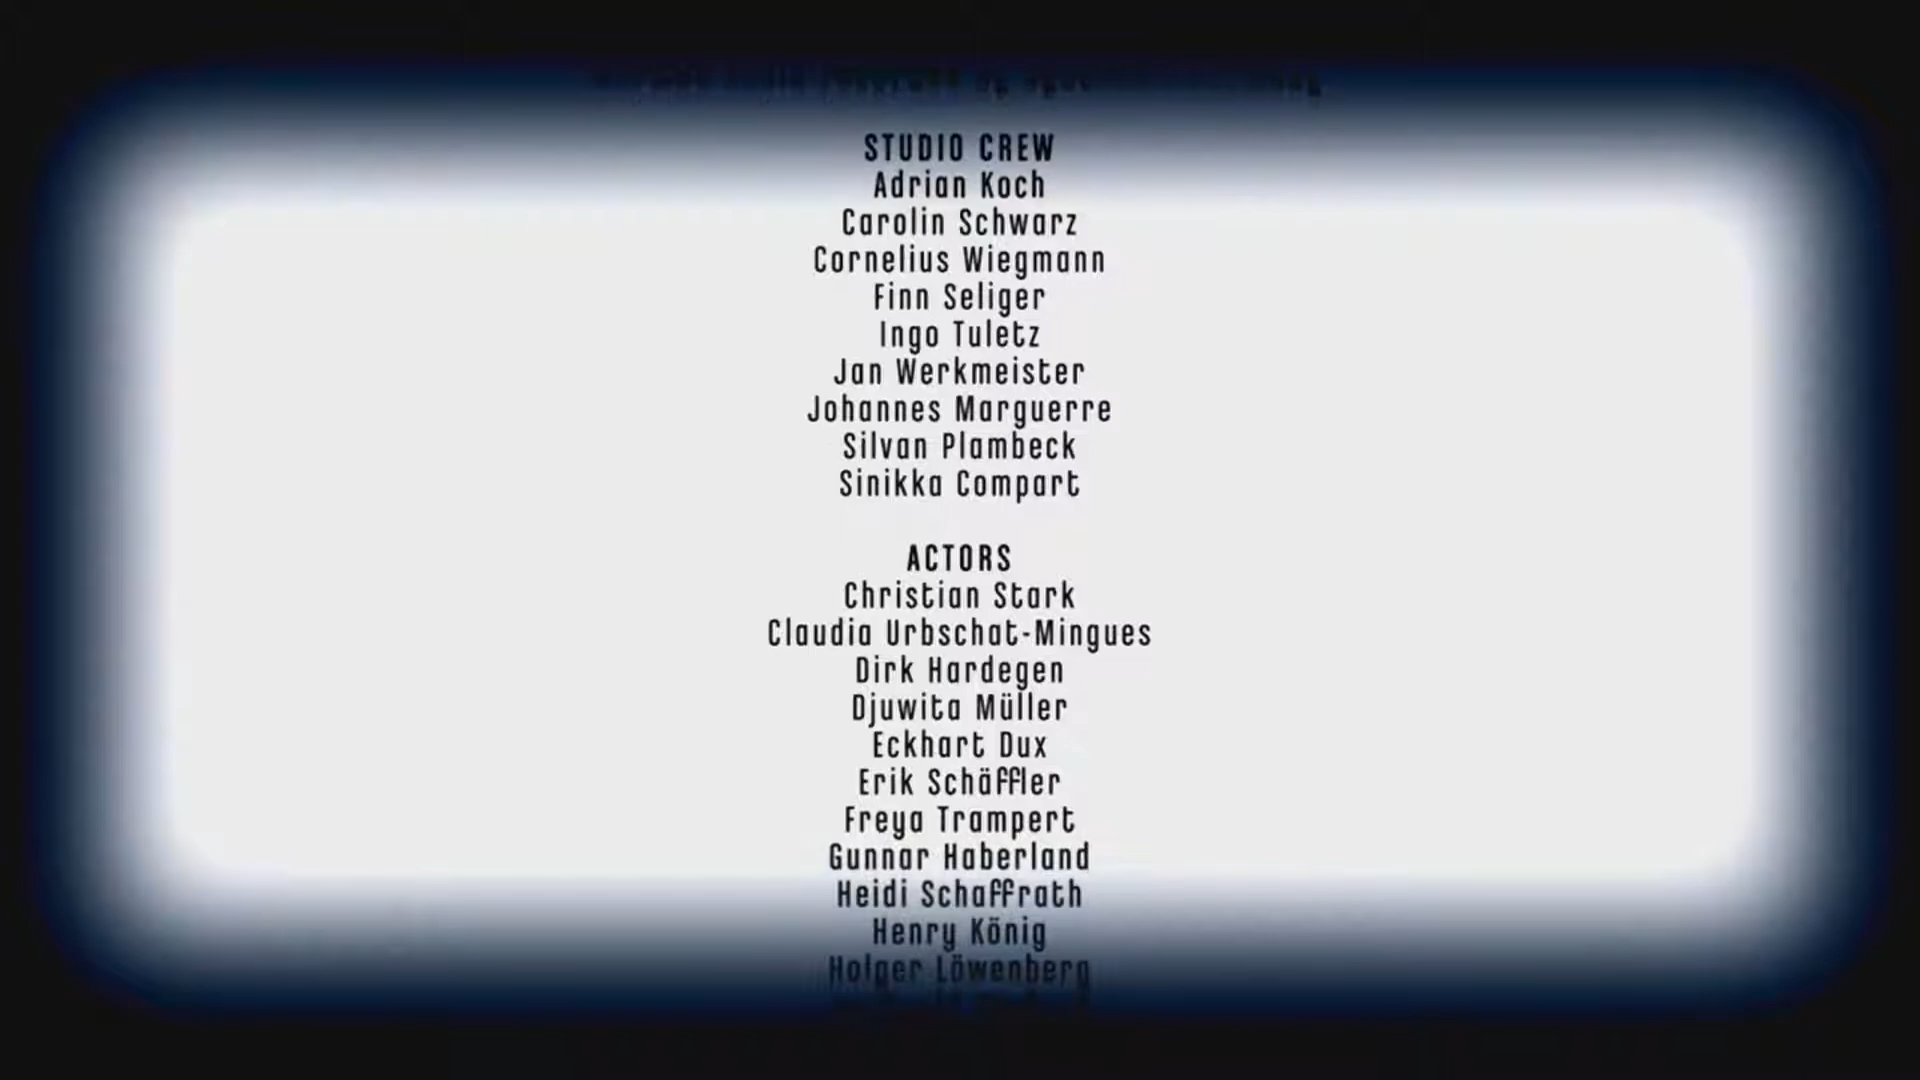 STUDIO CREW
Adrian Koch
Carolin Schwarz
Cornelius Wiegmann
Finn Seliger
Ingo Tuletz
Jan Werkmeister
Johannes Marguerre
Silvan Plambeck
Sinikka Compart
ACTORS
Christian Stark
Claudia Urbschat-Mingues
Dirk Hardegen
Djuwita Müller
Eckhart Dux
Erik Schäffler
Freya Trampert
Gunnar Haberland
Heidi Schaffrath
Henry König
Holger Löwenberg